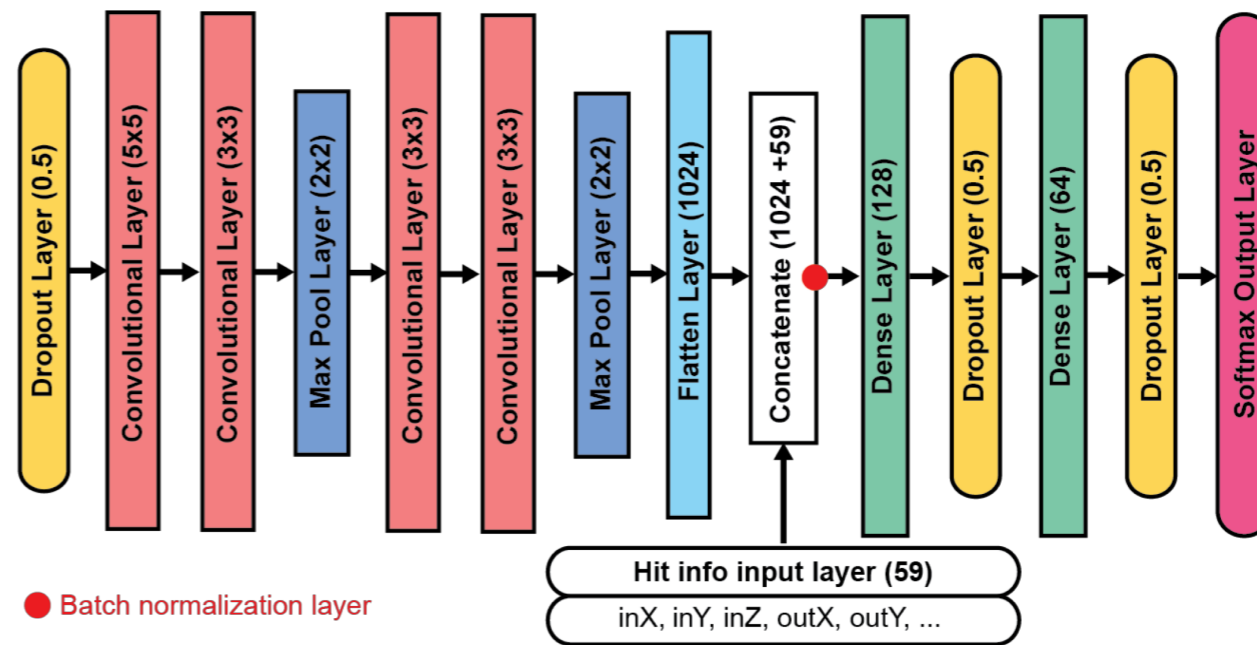 Dropout Layer (0.5)
Convolutional Layer (5x5)
Convolutional Layer (3x3)
Max Pool Layer (2x2)
Convolutional Layer (3x3)
Convolutional Layer (3x3)
Max Pool Layer (2x2)
Flatten Layer (1024)
Concatenate (1024 +59)
Dense Layer (128)
Dropout Layer (0.5)
Dense Layer (64)
Dropout Layer (0.5)
Softmax Output Layer
Hit info input layer (59)
inX, inY, inZ, outX, outY, ...
Batch normalization layer